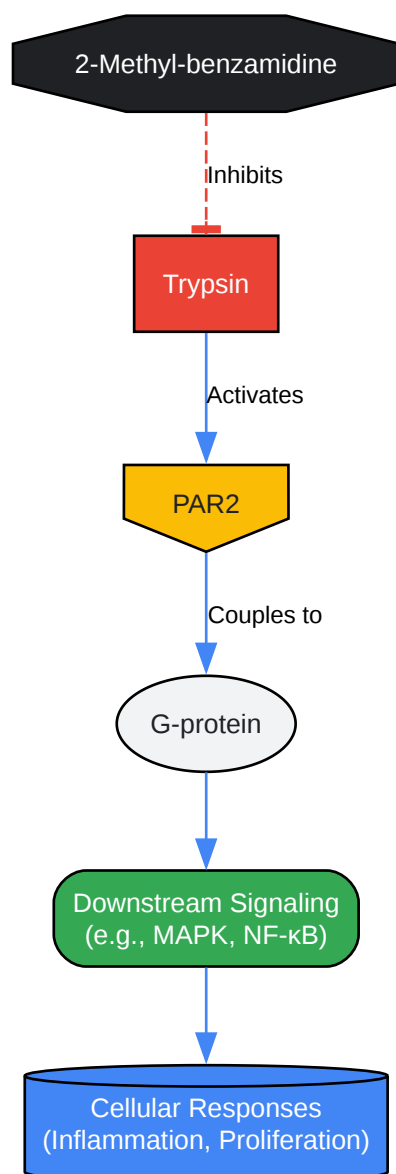 2-Methyl-benzamidine
Inhibits
Trypsin
Activates
PAR2
Couples to
G-protein
Downstream Signaling
(e.g., MAPK, NF-κB)
Cellular Responses
(Inflammation, Proliferation)